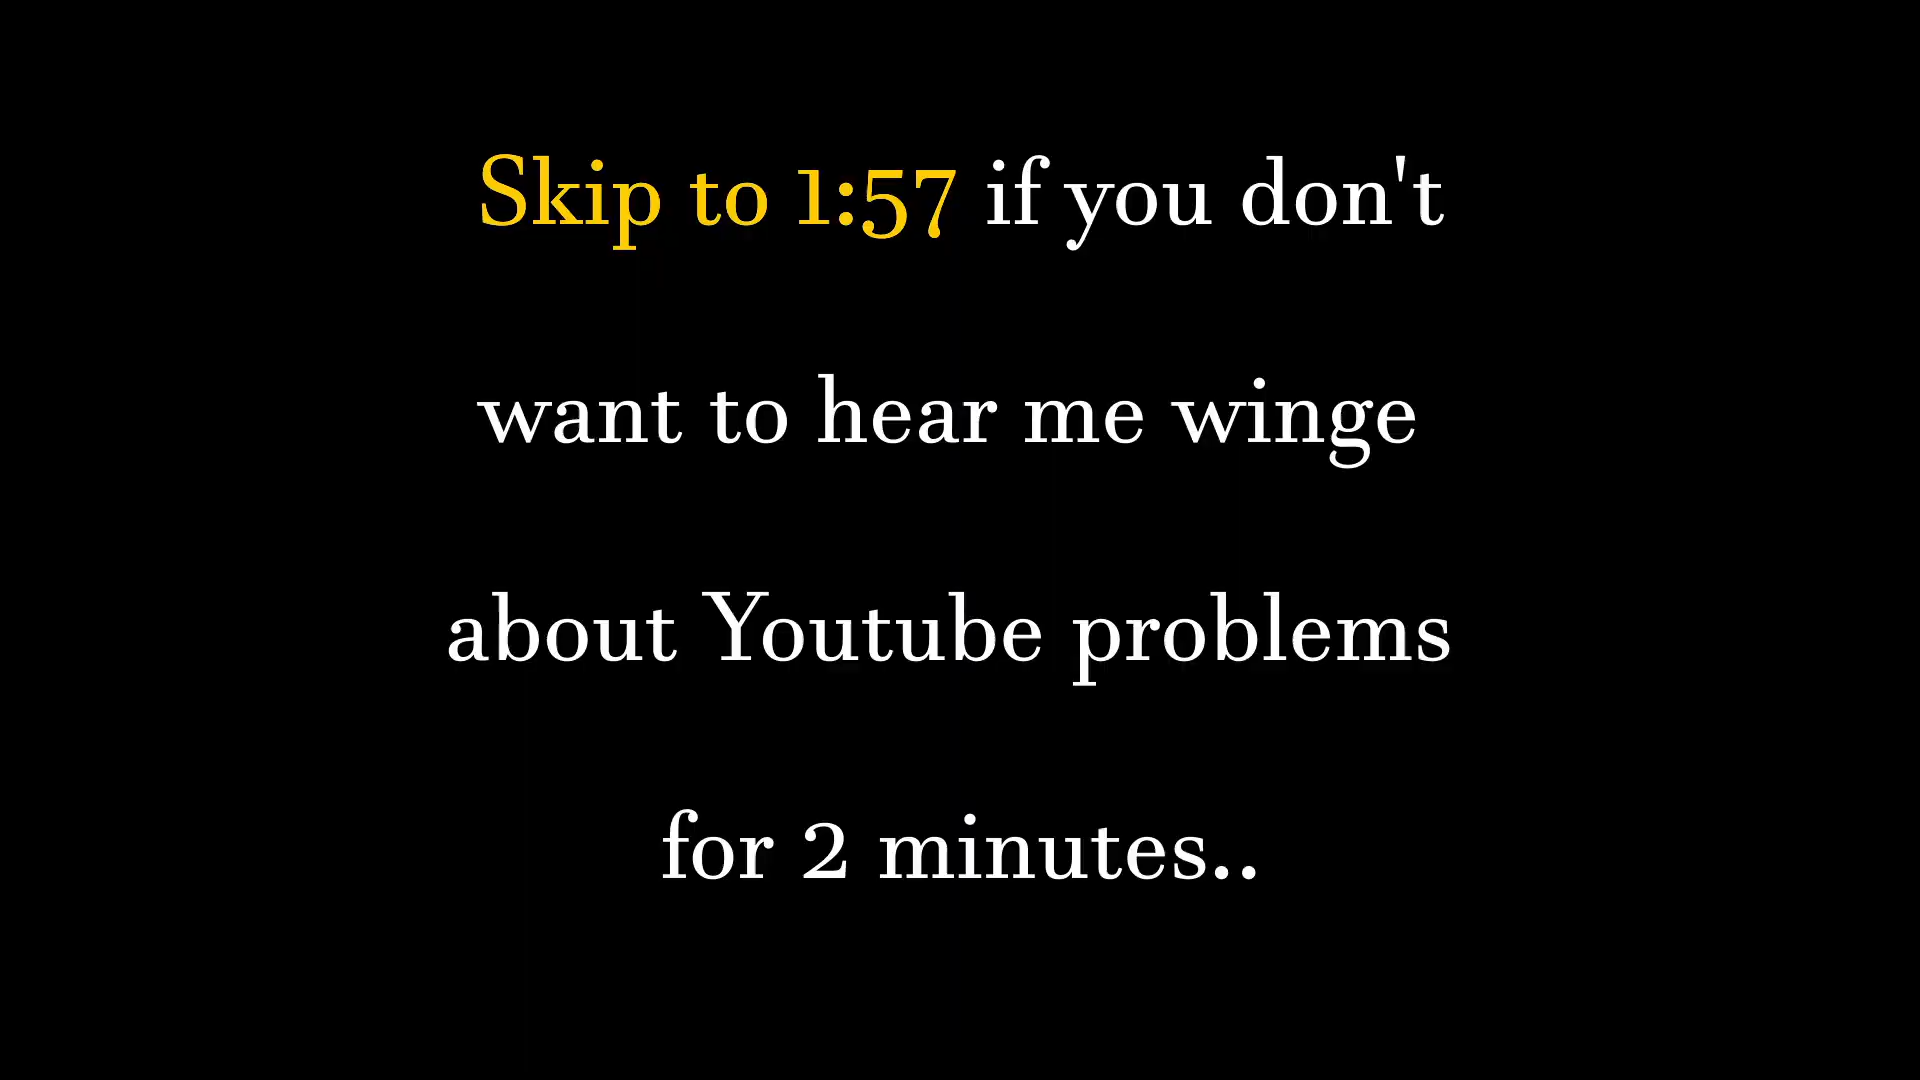 Skip to 1:57 if you don't
want to hear me winge
about Youtube problems
for 2 minutes..